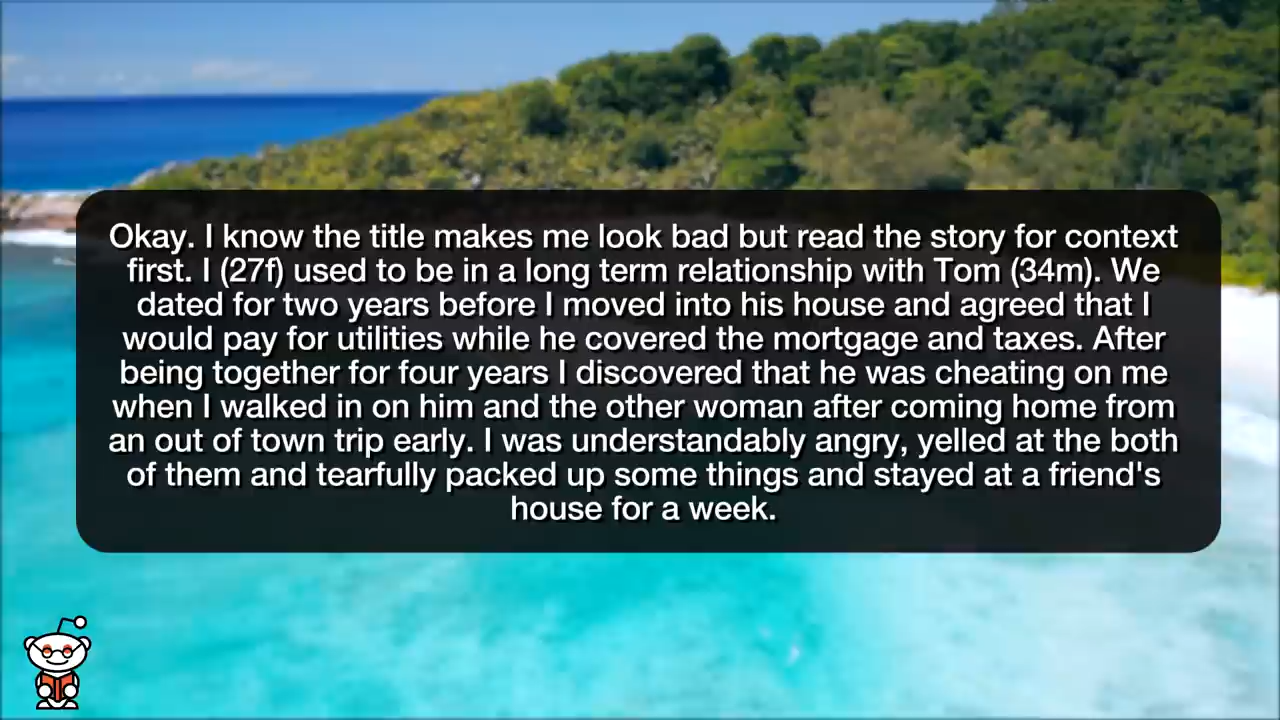 Okay. I know the title makes me look bad but read the story for context
first. I (27f) used to be in a long term relationship with Tom (34m). We
dated for two years before I moved into his house and agreed that I
would pay for utilities while he covered the mortgage and taxes. After
being together for four years I discovered that he was cheating on me
when I walked in on him and the other woman after coming home from
an out of town trip early. I was understandably angry, yelled at the both
of them and tearfully packed up some things and stayed at a friend's
house for a week.